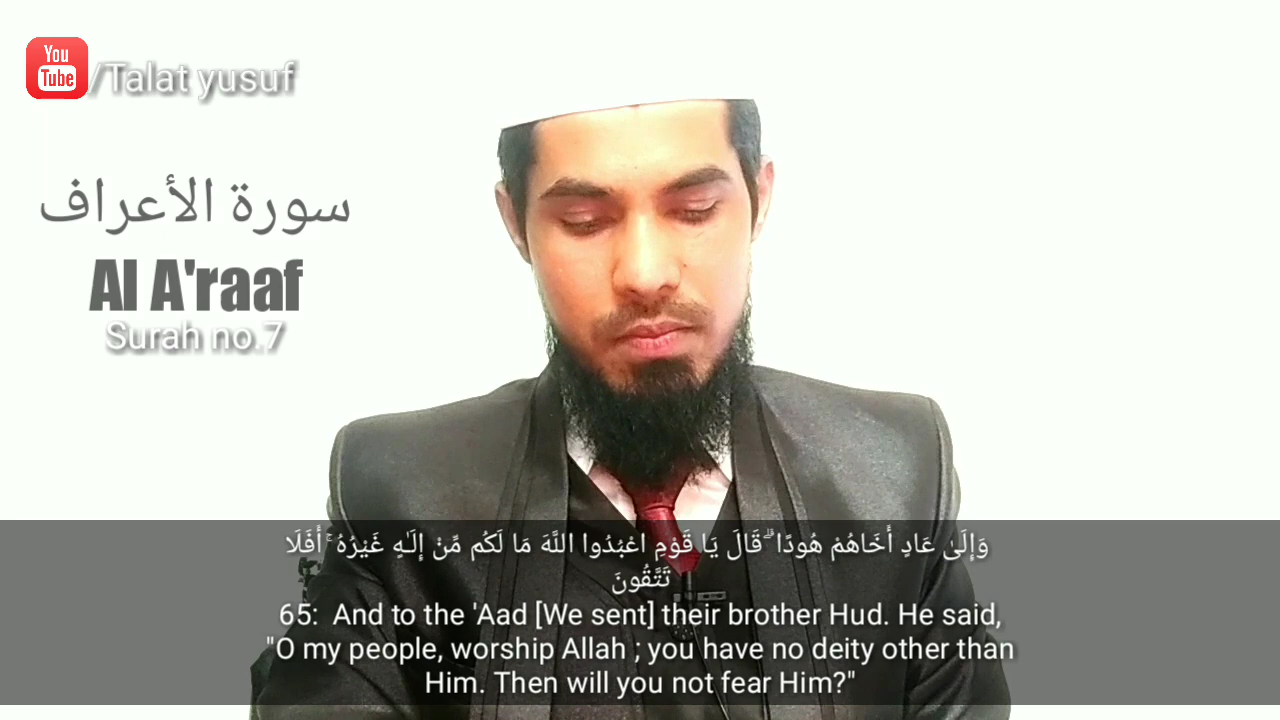 You
Tube
/Talat yusuf
سورة الأعراف
Al A'raaf
Surah no.7
وَإِلَىٰ عَادٍ أَخَاهُمْ هُودًا ۗ قَالَ يَا قَوْمِ اعْبُدُوا اللَّهَ مَا لَكُم مِّنْ إِلَـٰهٍ غَيْرُهُ ۚ أَفَلَا
تَتَّقُونَ
65:  And to the 'Aad [We sent] their brother Hud. He said,
"O my people, worship Allah ; you have no deity other than
Him. Then will you not fear Him?"